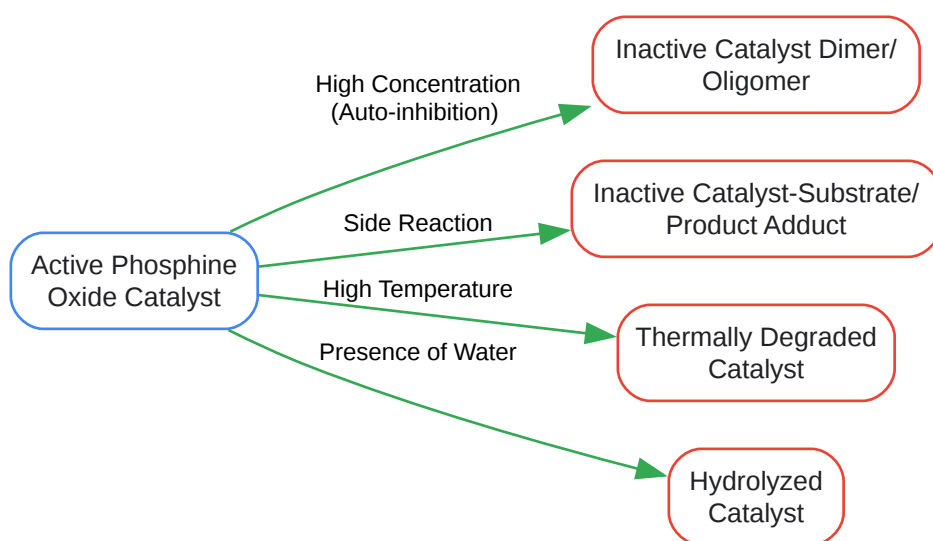 Inactive Catalyst Dimer/
Oligomer
High Concentration
(Auto-inhibition)
Inactive Catalyst-Substrate/
Product Adduct
Side Reaction
Active Phosphine
Oxide Catalyst
High Temperature
Thermally Degraded
Catalyst
Presence of Water
Hydrolyzed
Catalyst